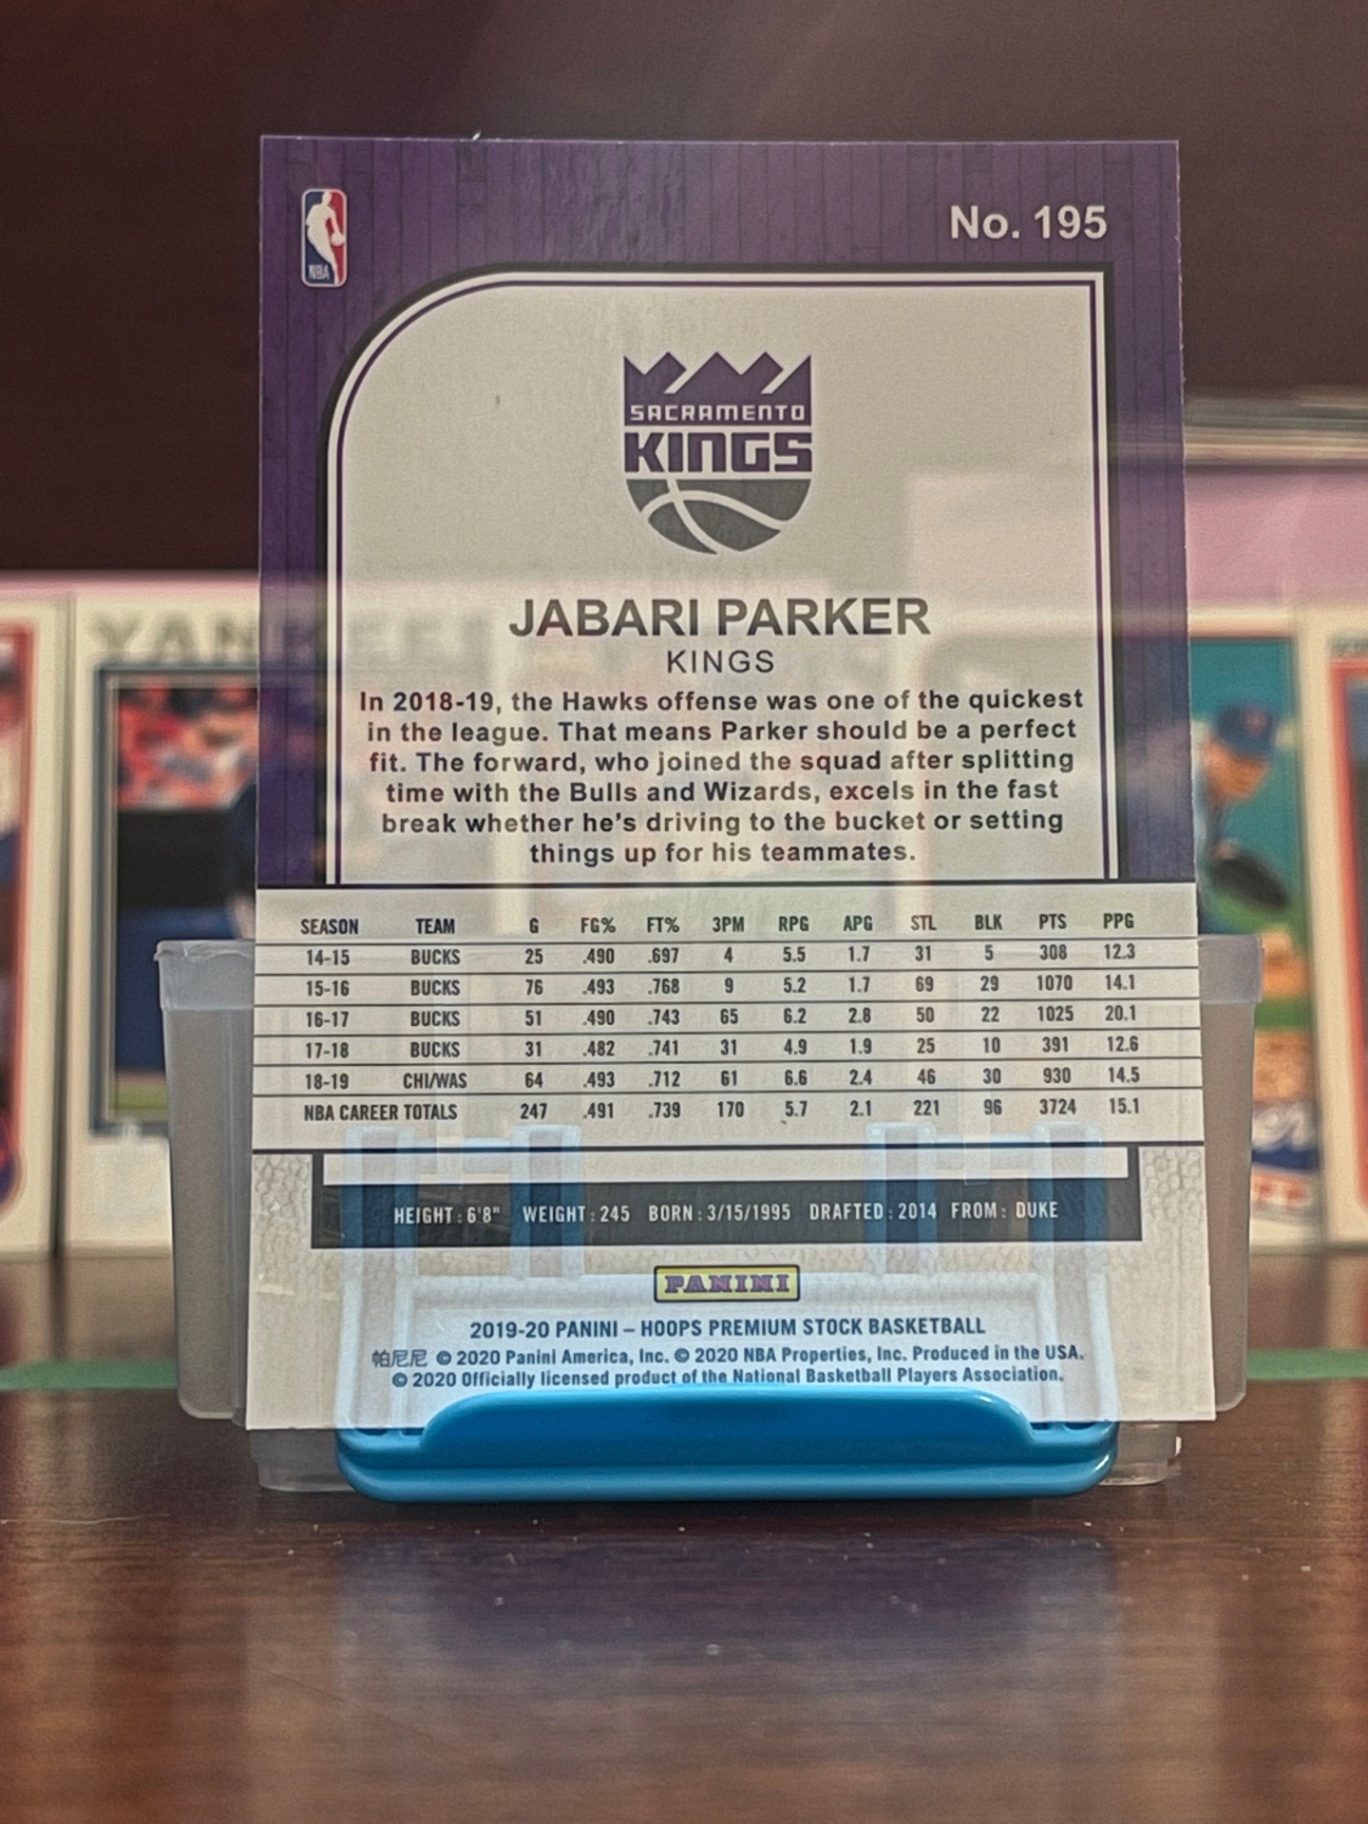 NBA
No. 195
SACRAMENTO
KINGS
JABARI PARKER
KINGS
In 2018-19, the Hawks offense was one of the quickest
in the league. That means Parker should be a perfect
fit. The forward, who joined the squad after splitting
time with the Bulls and Wizards, excels in the fast
break whether he's driving to the bucket or setting
things up for his teammates.
SEASON TEAM G FG% FT% 3PM RPG APG STL BLK PTS PPG
14-15 BUCKS 25 .490 .697 4 5.5 1.7 31 5 308 12.3
15-16 BUCKS 76 .493 .768 9 5.2 1.7 69 29 1070 14.1
16-17 BUCKS 51 .490 .743 65 6.2 2.8 50 22 1025 20.1
17-18 BUCKS 31 .482 .741 31 4.9 1.9 25 10 391 12.6
18-19 CHI/WAS 64 .493 .712 61 6.6 2.4 46 30 930 14.5
NBA CAREER TOTALS 247 .491 .739 170 5.7 2.1 221 96 3724 15.1
HEIGHT: 6'8" WEIGHT: 245 BORN: 3/15/1995 DRAFTED: 2014 FROM: DUKE
PANINI
2019-20 PANINI – HOOPS PREMIUM STOCK BASKETBALL
帕尼尼 © 2020 Panini America, Inc. © 2020 NBA Properties, Inc. Produced in the USA.
© 2020 Officially licensed product of the National Basketball Players Association.